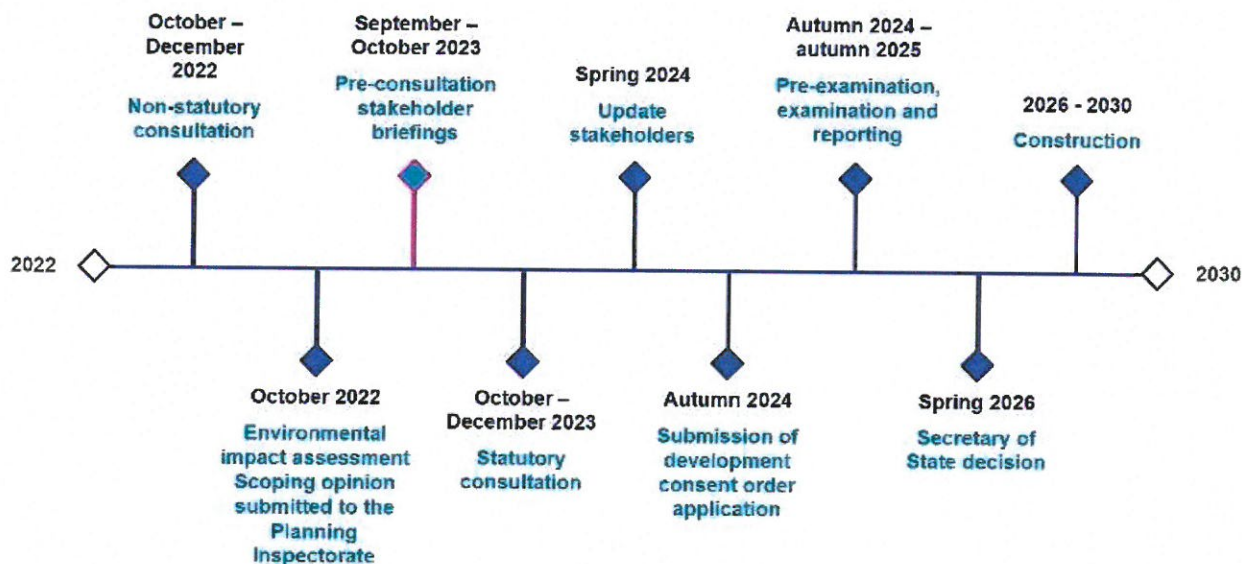 October –
December
2022
Non-statutory
consultation
September –
October 2023
Pre-consultation
stakeholder
briefings
Spring 2024
Update
stakeholders
Autumn 2024 –
autumn 2025
Pre-examination,
examination and
reporting
2026 - 2030
Construction
2022
2030
October 2022
Environmental
impact assessment
Scoping opinion
submitted to the
Planning
Inspectorate
October –
December 2023
Statutory
consultation
Autumn 2024
Submission of
development
consent order
application
Spring 2026
Secretary of
State decision